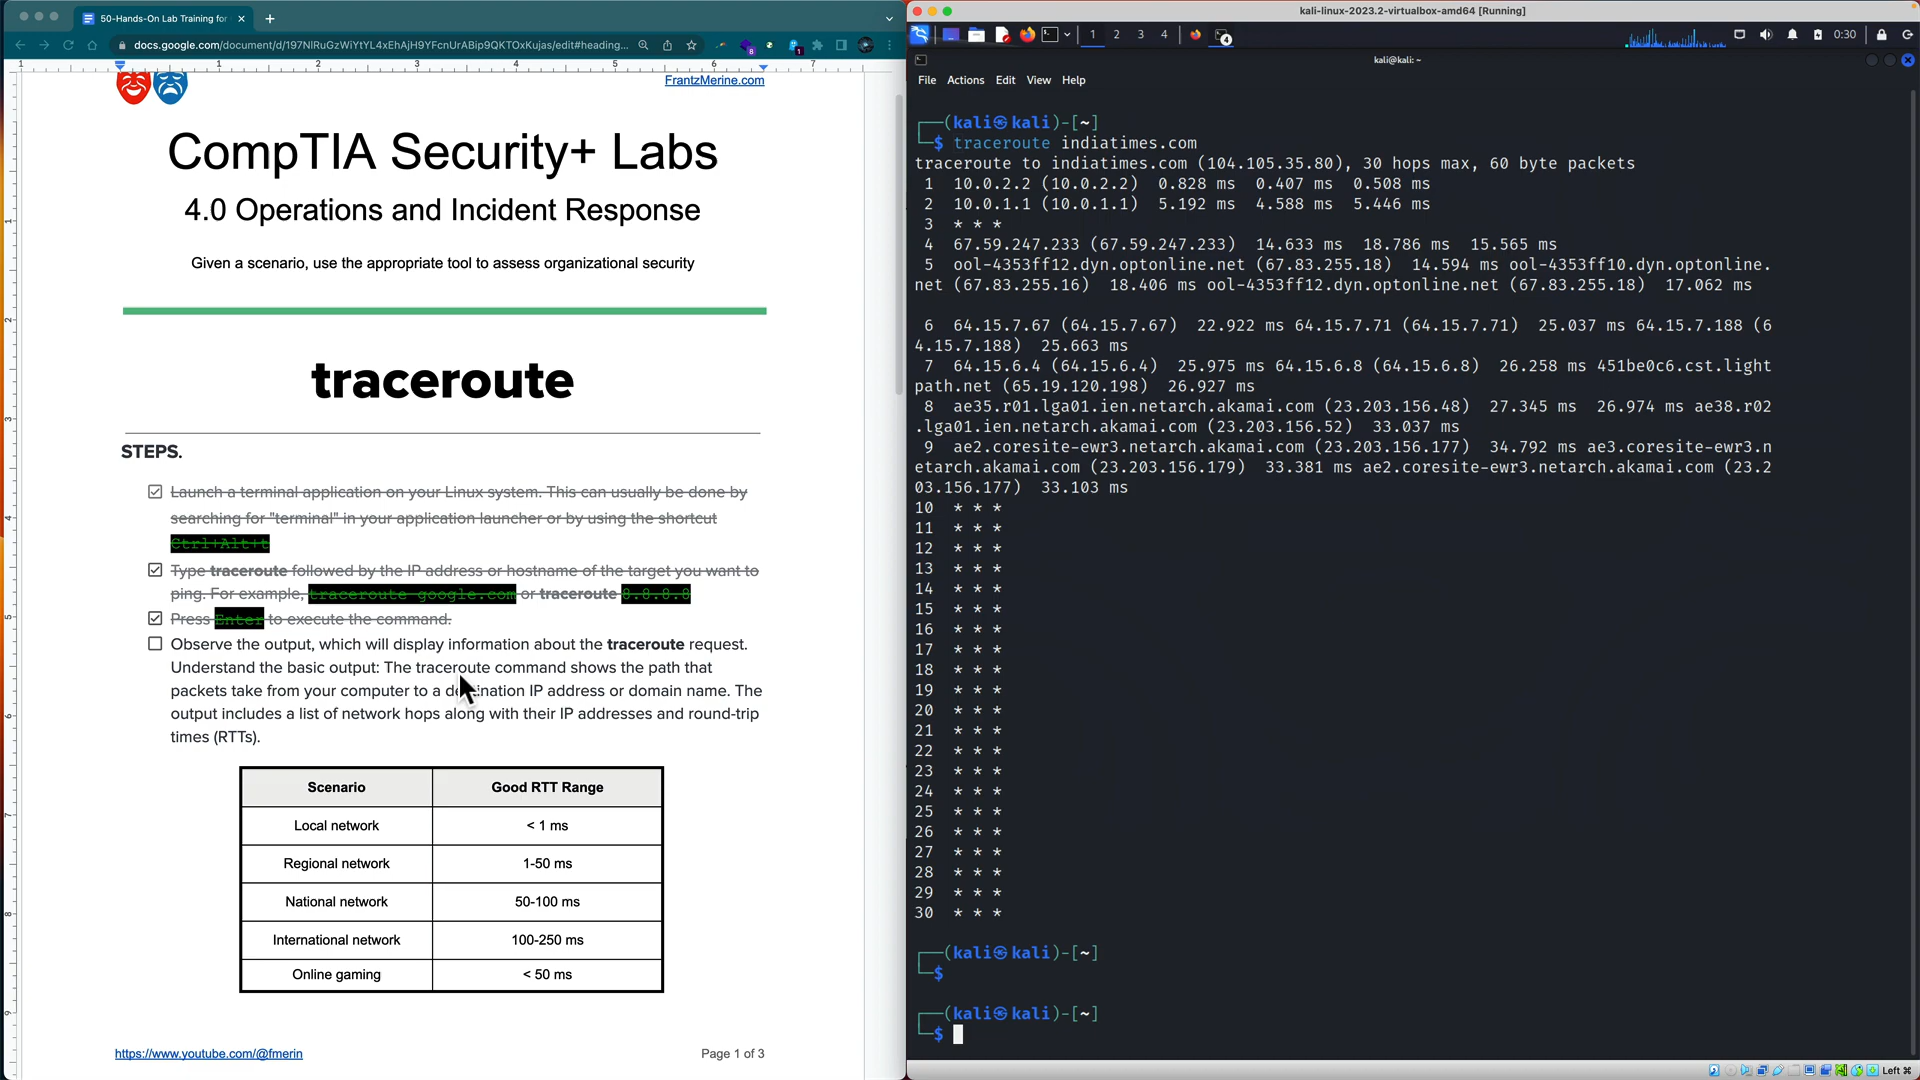 50-Hands-On Lab Training for
docs.google.com/document/d/197NlRuGzWiYtYL4xEhAjH9YFcnUrABip9QKTOxKujas/edit#heading...
FrantzMerine.com
CompTIA Security+ Labs
4.0 Operations and Incident Response
Given a scenario, use the appropriate tool to assess organizational security
traceroute
STEPS.
Launch a terminal application on your Linux system. This can usually be done by
searching for "terminal" in your application launcher or by using the shortcut
Ctrl+Alt+t
Type traceroute followed by the IP address or hostname of the target you want to
ping. For example, traceroute google.com or traceroute 8.8.8.8
Press Enter to execute the command.
Observe the output, which will display information about the traceroute request.
Understand the basic output: The traceroute command shows the path that
packets take from your computer to a destination IP address or domain name. The
output includes a list of network hops along with their IP addresses and round-trip
times (RTTs).
Scenario Good RTT Range
Local network < 1 ms
Regional network 1-50 ms
National network 50-100 ms
International network 100-250 ms
Online gaming < 50 ms
https://www.youtube.com/@fmerin Page 1 of 3
kali-linux-2023.2-virtualbox-amd64 [Running]
1 2 3 4 4 0:30
kali@kali: ~
File Actions Edit View Help
┌──(kali㉿kali)-[~]
└─$ traceroute indiatimes.com
traceroute to indiatimes.com (104.105.35.80), 30 hops max, 60 byte packets
1 10.0.2.2 (10.0.2.2) 0.828 ms 0.407 ms 0.508 ms
2 10.0.1.1 (10.0.1.1) 5.192 ms 4.588 ms 5.446 ms
3 * * *
4 67.59.247.233 (67.59.247.233) 14.633 ms 18.786 ms 15.565 ms
5 ool-4353ff12.dyn.optonline.net (67.83.255.18) 14.594 ms ool-4353ff10.dyn.optonline.
net (67.83.255.16) 18.406 ms ool-4353ff12.dyn.optonline.net (67.83.255.18) 17.062 ms
6 64.15.7.67 (64.15.7.67) 22.922 ms 64.15.7.71 (64.15.7.71) 25.037 ms 64.15.7.188 (6
4.15.7.188) 25.663 ms
7 64.15.6.4 (64.15.6.4) 25.975 ms 64.15.6.8 (64.15.6.8) 26.258 ms 451be0c6.cst.light
path.net (65.19.120.198) 26.927 ms
8 ae35.r01.lga01.ien.netarch.akamai.com (23.203.156.48) 27.345 ms 26.974 ms ae38.r02
.lga01.ien.netarch.akamai.com (23.203.156.52) 33.037 ms
9 ae2.coresite-ewr3.netarch.akamai.com (23.203.156.177) 34.792 ms ae3.coresite-ewr3.n
etarch.akamai.com (23.203.156.179) 33.381 ms ae2.coresite-ewr3.netarch.akamai.com (23.2
03.156.177) 33.103 ms
10 * * *
11 * * *
12 * * *
13 * * *
14 * * *
15 * * *
16 * * *
17 * * *
18 * * *
19 * * *
20 * * *
21 * * *
22 * * *
23 * * *
24 * * *
25 * * *
26 * * *
27 * * *
28 * * *
29 * * *
30 * * *
┌──(kali㉿kali)-[~]
└─$
┌──(kali㉿kali)-[~]
└─$
Left ⌘